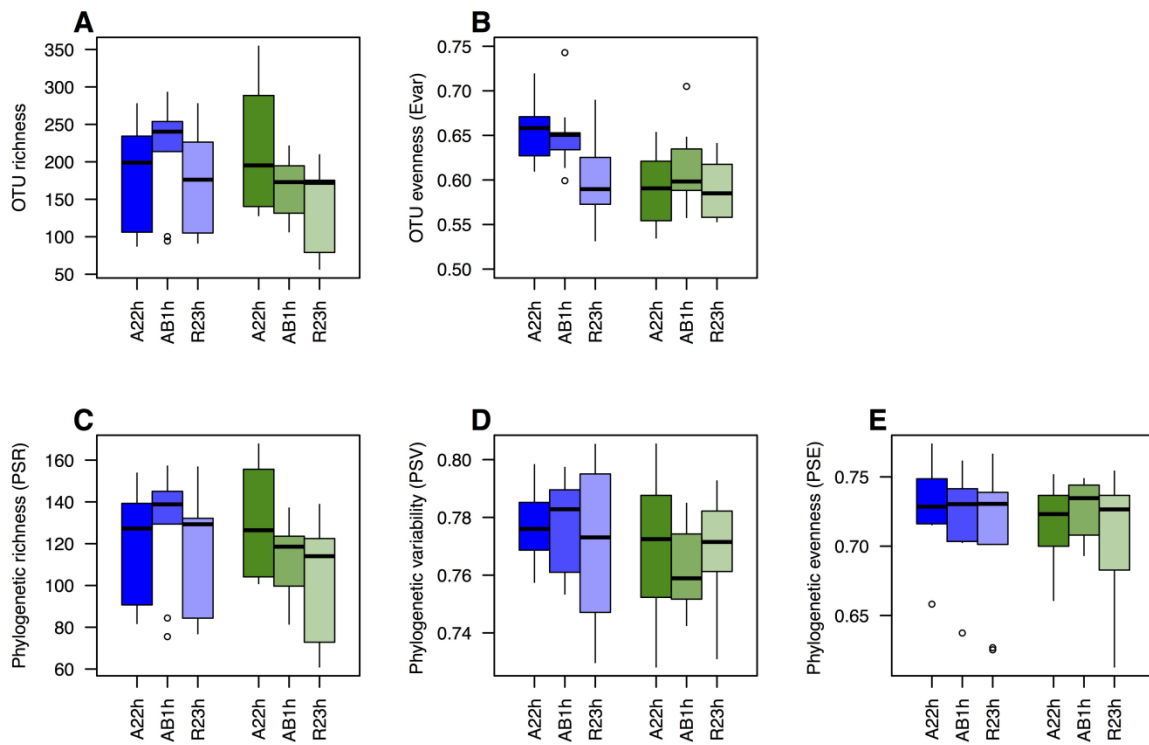 A
OTU richness
350
300
250
200
150
100
50
A22h
AB1h
R23h
A22h
AB1h
R23h
B
OTU evenness (Evar)
0.75
0.70
0.65
0.60
0.55
0.50
A22h
AB1h
R23h
A22h
AB1h
R23h
C
Phylogenetic richness (PSR)
160
140
120
100
80
60
A22h
AB1h
R23h
A22h
AB1h
R23h
D
Phylogenetic variability (PSV)
0.80
0.78
0.76
0.74
A22h
AB1h
R23h
A22h
AB1h
R23h
E
Phylogenetic evenness (PSE)
0.75
0.70
0.65
A22h
AB1h
R23h
A22h
AB1h
R23h